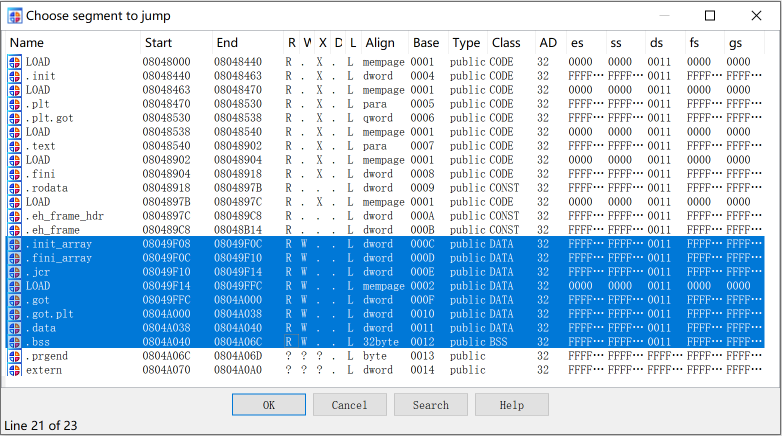 Choose segment to jump
Name Start End R W X D L Align Base Type Class AD es ss ds fs gs
LOAD 08048000 08048440 R . X . L mempage 0001 public CODE 32 0000 0000 0011 0000 0000
.init 08048440 08048463 R . X . L dword 0004 public CODE 32 FFFF… FFFF… 0011 FFFF… FFFF…
LOAD 08048463 08048470 R . X . L mempage 0001 public CODE 32 0000 0000 0011 0000 0000
.plt 08048470 08048530 R . X . L para 0005 public CODE 32 FFFF… FFFF… 0011 FFFF… FFFF…
.plt.got 08048530 08048538 R . X . L qword 0006 public CODE 32 FFFF… FFFF… 0011 FFFF… FFFF…
LOAD 08048538 08048540 R . X . L mempage 0001 public CODE 32 0000 0000 0011 0000 0000
.text 08048540 08048902 R . X . L para 0007 public CODE 32 FFFF… FFFF… 0011 FFFF… FFFF…
LOAD 08048902 08048904 R . X . L mempage 0001 public CODE 32 0000 0000 0011 0000 0000
.fini 08048904 08048918 R . X . L dword 0008 public CODE 32 FFFF… FFFF… 0011 FFFF… FFFF…
.rodata 08048918 0804897B R . . . L dword 0009 public CONST 32 FFFF… FFFF… 0011 FFFF… FFFF…
LOAD 0804897B 0804897C R . X . L mempage 0001 public CODE 32 0000 0000 0011 0000 0000
.eh_frame_hdr 0804897C 080489C8 R . . . L dword 000A public CONST 32 FFFF… FFFF… 0011 FFFF… FFFF…
.eh_frame 080489C8 08048B14 R . . . L dword 000B public CONST 32 FFFF… FFFF… 0011 FFFF… FFFF…
.init_array 08049F08 08049F0C R W . . L dword 000C public DATA 32 FFFF… FFFF… 0011 FFFF… FFFF…
.fini_array 08049F0C 08049F10 R W . . L dword 000D public DATA 32 FFFF… FFFF… 0011 FFFF… FFFF…
.jcr 08049F10 08049F14 R W . . L dword 000E public DATA 32 FFFF… FFFF… 0011 FFFF… FFFF…
LOAD 08049F14 08049FFC R W . . L mempage 0002 public DATA 32 0000 0000 0011 0000 0000
.got 08049FFC 0804A000 R W . . L dword 000F public DATA 32 FFFF… FFFF… 0011 FFFF… FFFF…
.got.plt 0804A000 0804A038 R W . . L dword 0010 public DATA 32 FFFF… FFFF… 0011 FFFF… FFFF…
.data 0804A038 0804A040 R W . . L dword 0011 public DATA 32 FFFF… FFFF… 0011 FFFF… FFFF…
.bss 0804A040 0804A06C R W . . L 32byte 0012 public BSS 32 FFFF… FFFF… 0011 FFFF… FFFF…
.prgend 0804A06C 0804A06D ? ? ? . L byte 0013 public 32 FFFF… FFFF… FFFF… FFFF… FFFF…
extern 0804A070 0804A0A0 ? ? ? . L dword 0014 public 32 FFFF… FFFF… FFFF… FFFF… FFFF…
OK Cancel Search Help
Line 21 of 23